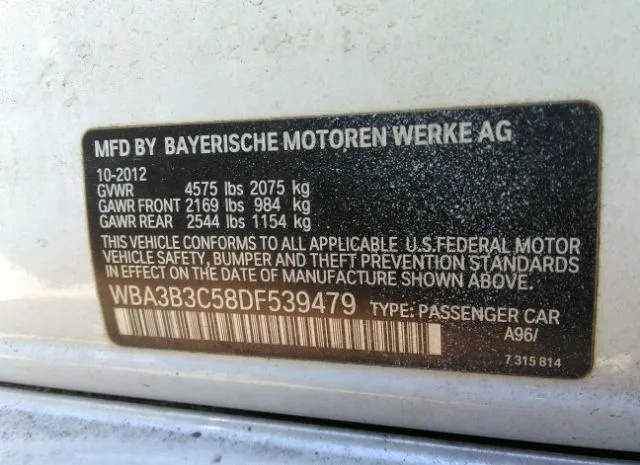 MFD BY BAYERISCHE MOTOREN WERKE AG
10-2012
GVWR 4575 lbs 2075 kg
GAWR FRONT 2169 lbs 984 kg
GAWR REAR 2544 lbs 1154 kg
THIS VEHICLE CONFORMS TO ALL APPLICABLE U.S.FEDERAL MOTOR
VEHICLE SAFETY, BUMPER AND THEFT PREVENTION STANDARDS
IN EFFECT ON THE DATE OF MANUFACTURE SHOWN ABOVE.
WBA3B3C58DF539479 TYPE: PASSENGER CAR
A96/
7 315 814